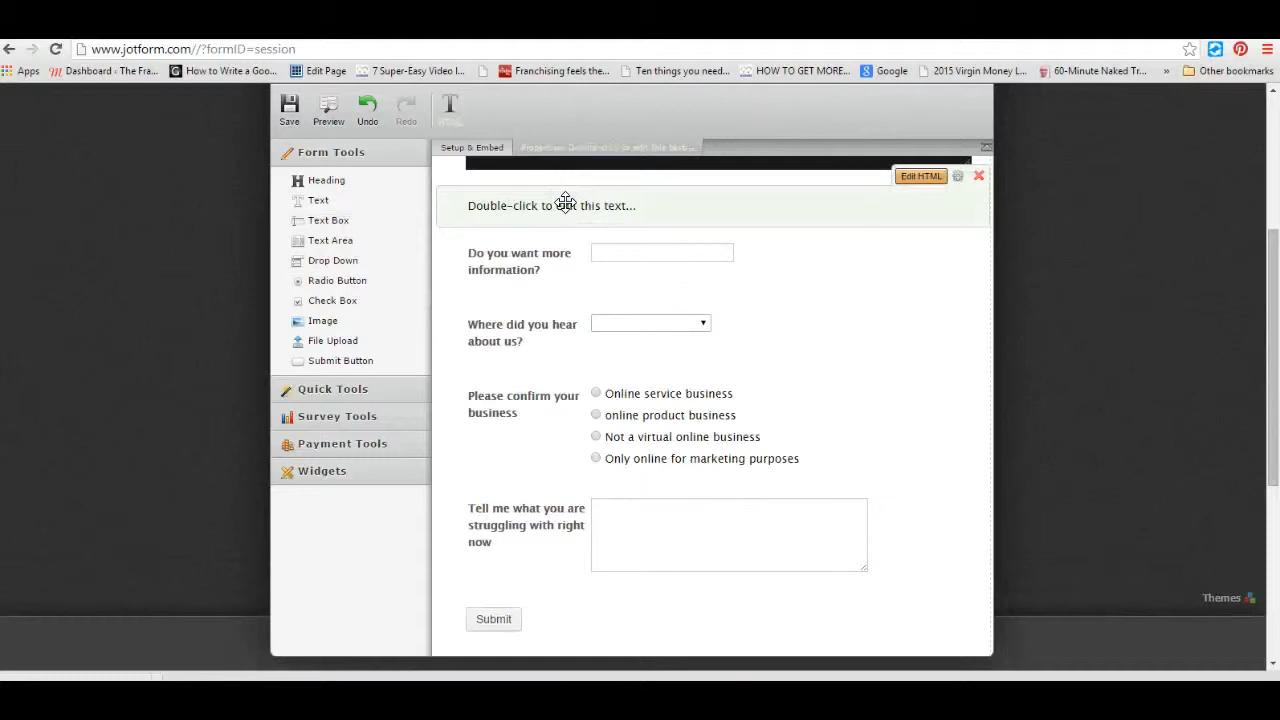 www.jotform.com//?formID=session
Apps Dashboard - The Fra... How to Write a Goo... Edit Page 7 Super-Easy Video I... Franchising feels the... Ten things you need... HOW TO GET MORE... Google 2015 Virgin Money L... 60-Minute Naked Tr... » Other bookmarks
Save Preview Undo Redo HTML
Form Tools
Setup & Embed
Edit HTML
Heading
Text
Double-click to edit this text...
Text Box
Text Area
Do you want more
information?
Drop Down
Radio Button
Check Box
Image
Where did you hear
about us?
File Upload
Submit Button
Quick Tools
Please confirm your
business
Online service business
online product business
Not a virtual online business
Only online for marketing purposes
Survey Tools
Payment Tools
Widgets
Tell me what you are
struggling with right
now
Themes
Submit